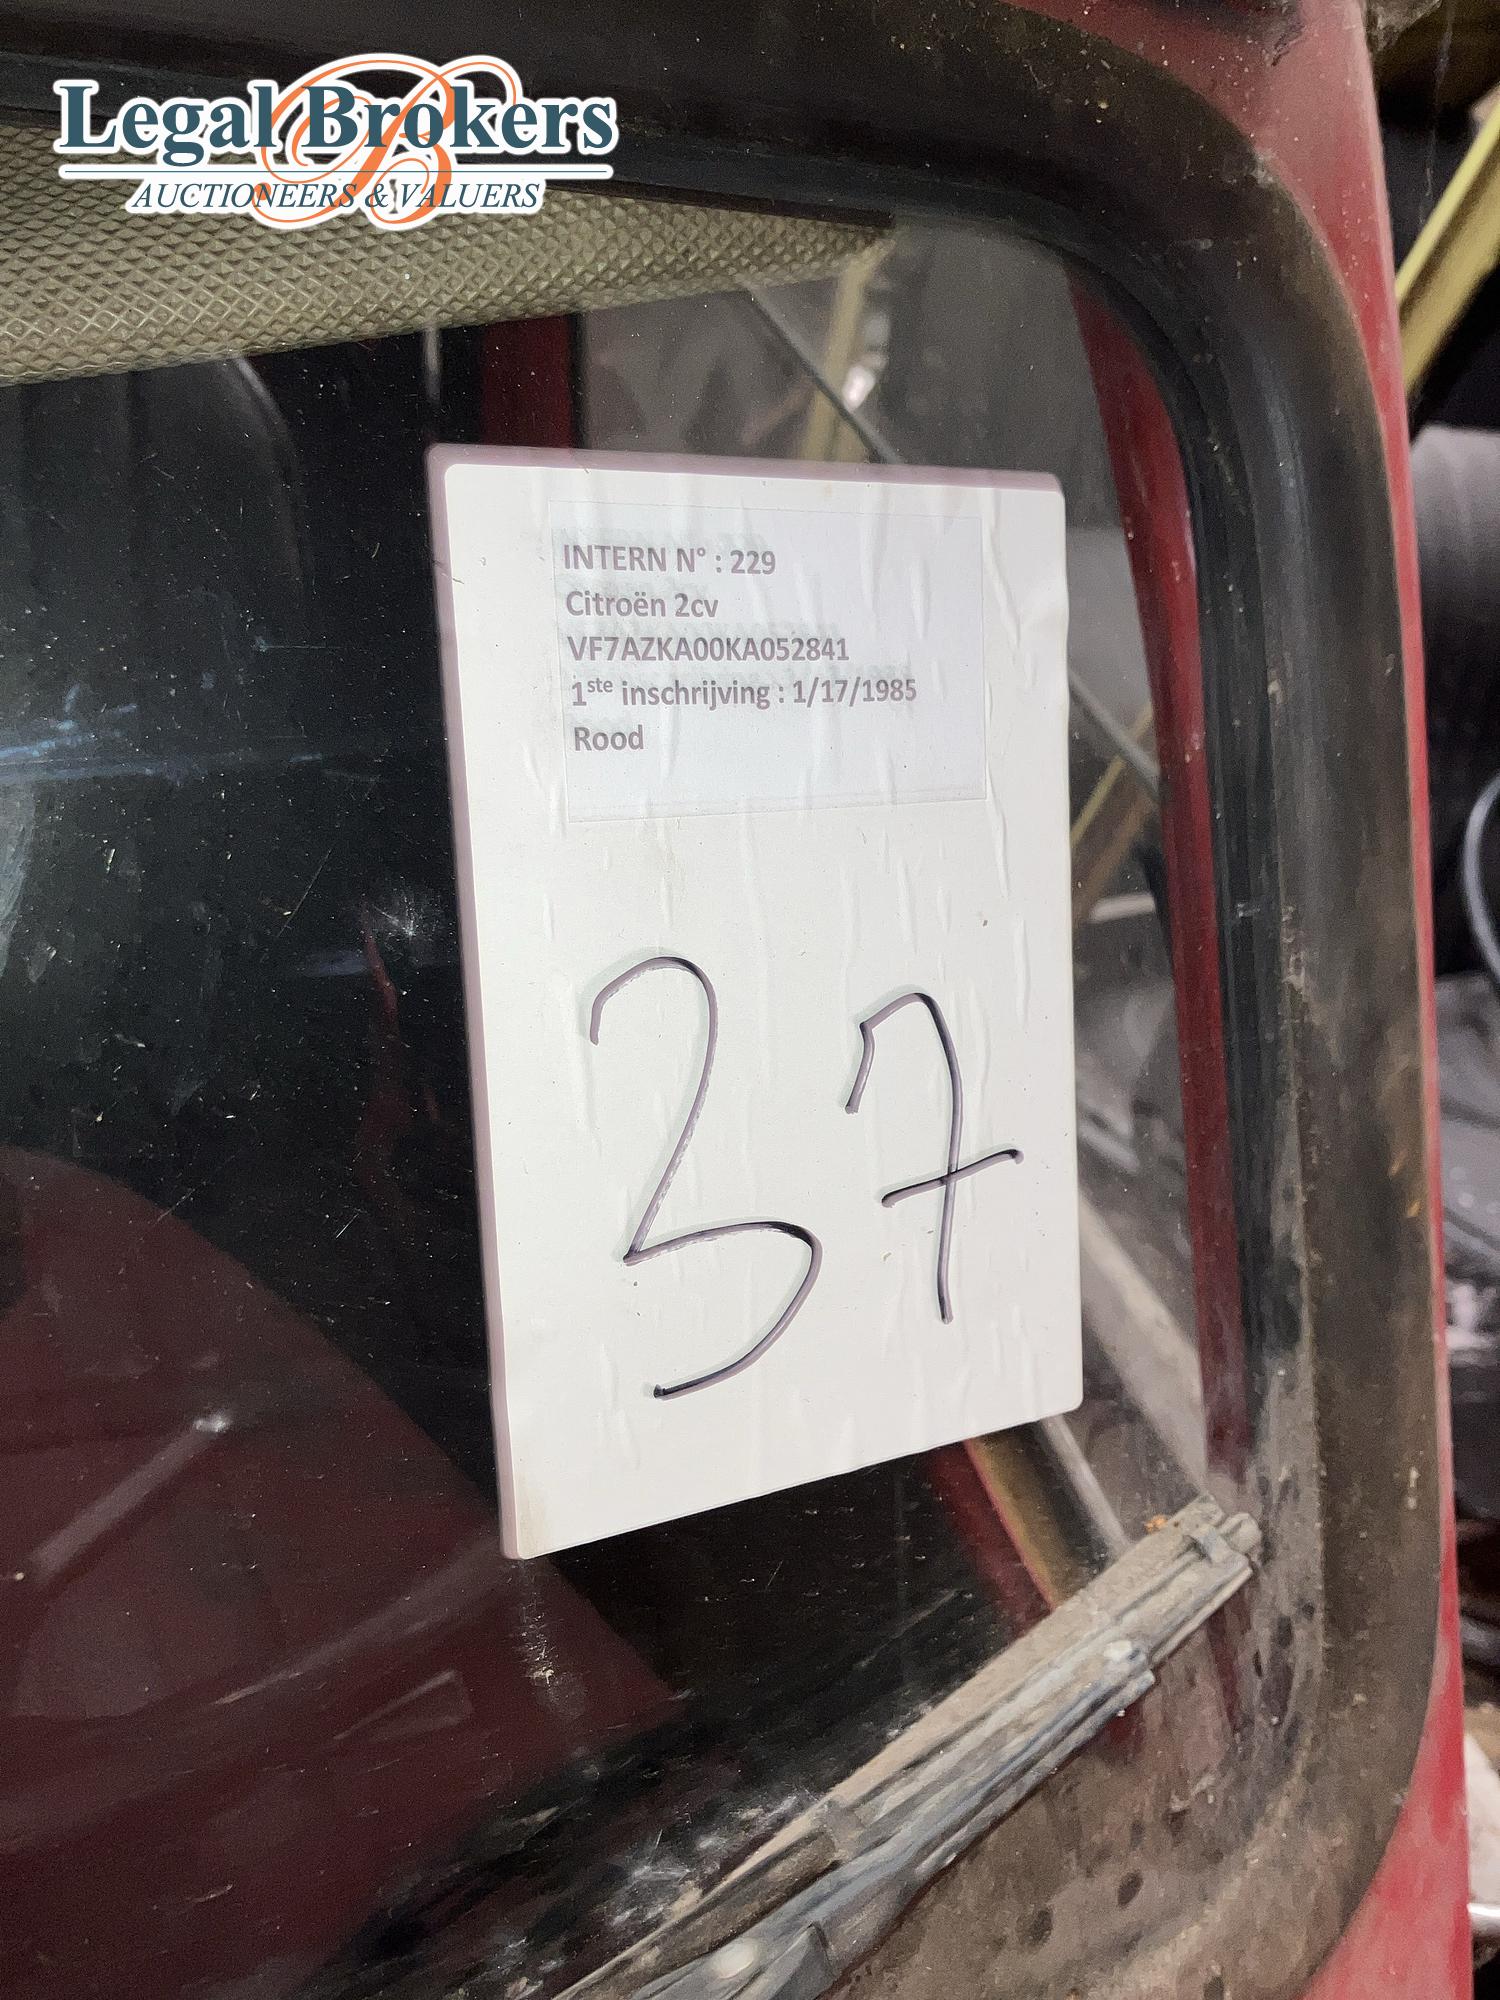 Legal Brokers
AUCTIONEERS & VALUERS
INTERN N° : 229
Citroën 2cv
VF7AZKA00KA052841
1ste inschrijving : 1/17/1985
Rood
37